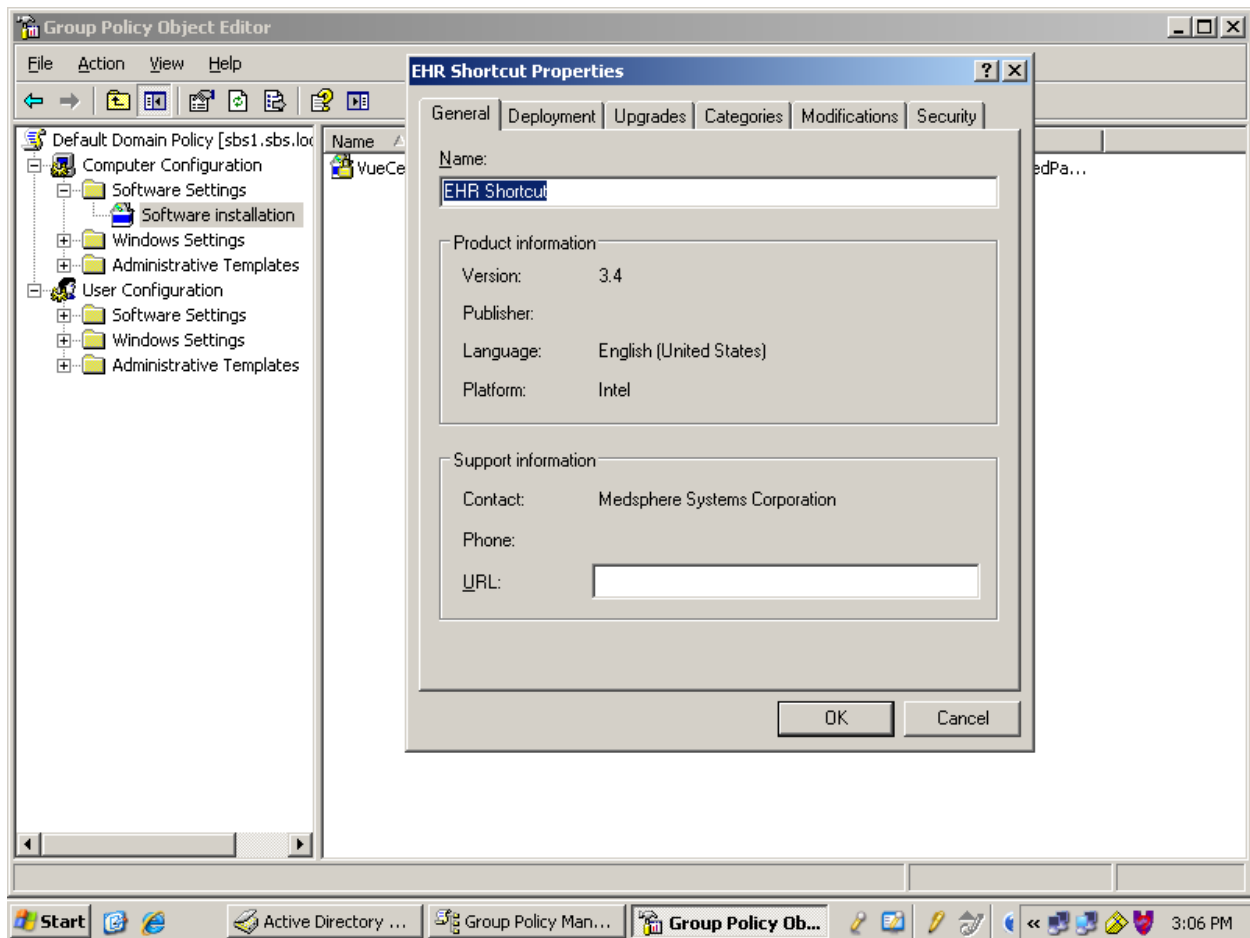 Group Policy Object Editor
File Action View Help
Default Domain Policy [sbs1.sbs.loc
Computer Configuration
Software Settings
Software installation
Windows Settings
Administrative Templates
User Configuration
Software Settings
Windows Settings
Administrative Templates
Name
VueCe
edPa...
EHR Shortcut Properties
General Deployment Upgrades Categories Modifications Security
Name:
EHR Shortcut
Product information
Version: 3.4
Publisher:
Language: English (United States)
Platform: Intel
Support information
Contact: Medsphere Systems Corporation
Phone:
URL:
OK Cancel
Start Active Directory ... Group Policy Man... Group Policy Ob... « 3:06 PM